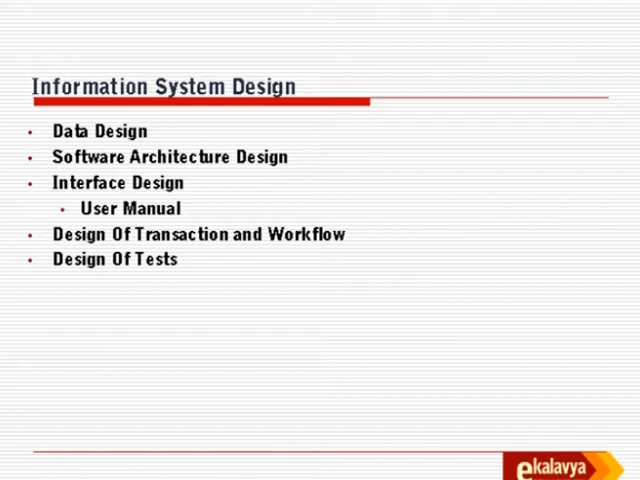 Information System Design
• Data Design
• Software Architecture Design
• Interface Design
• User Manual
• Design Of Transaction and Workflow
• Design Of Tests
ekalavya